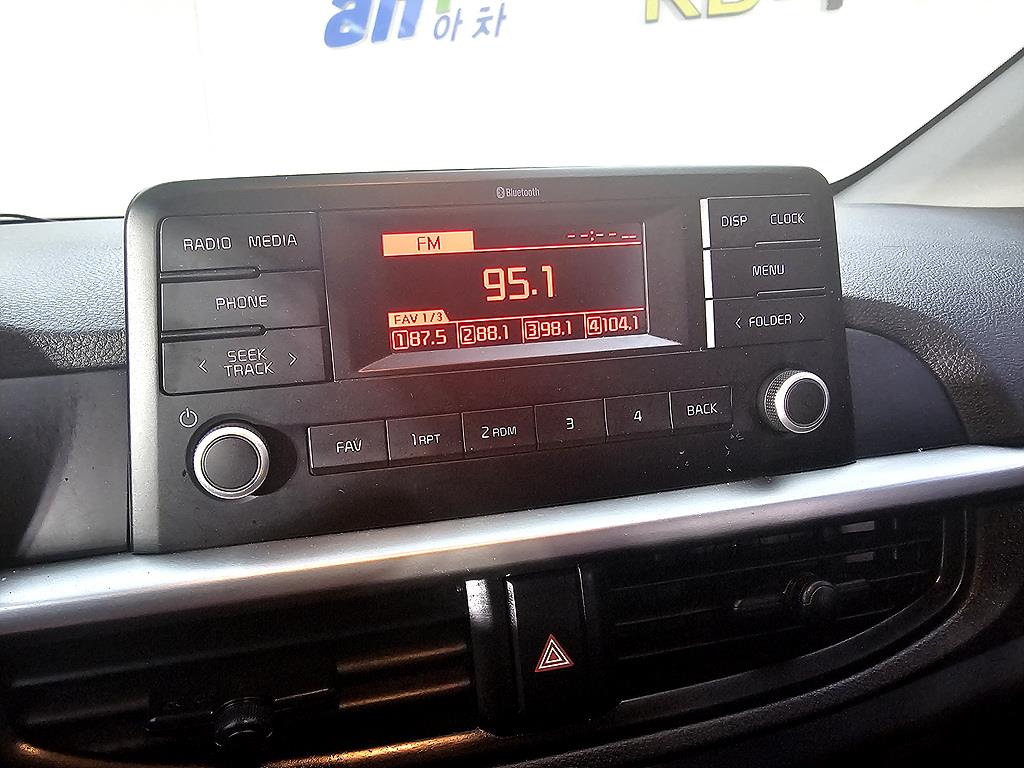 아차
Bluetooth
RADIO MEDIA
PHONE
< SEEK TRACK >
FM --:-- --
95.1
FAV 1/3
1 87.5 2 88.1 3 98.1 4 104.1
DISP CLOCK
MENU
< FOLDER >
FAV 1 RPT 2 RDM 3 4 BACK